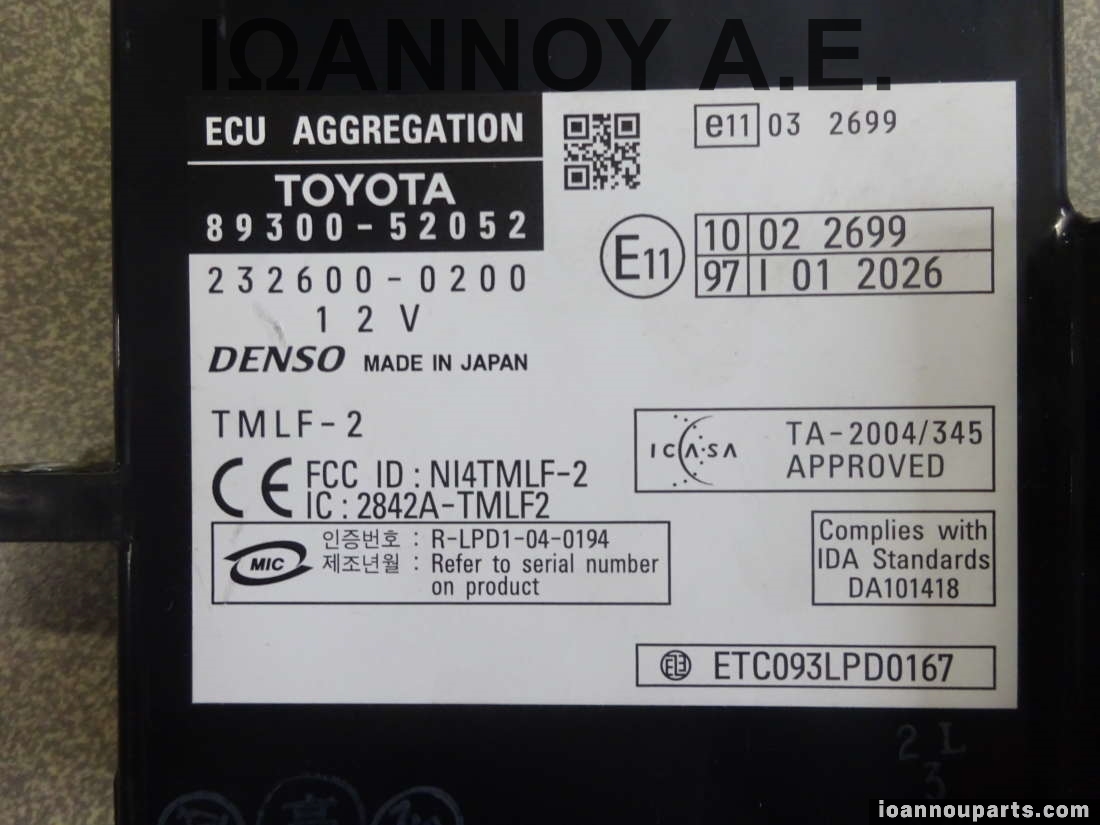 ΙΩΑΝΝΟΥ Α.Ε.
ECU AGGREGATION
TOYOTA
89300-52052
232600-0200
12V
DENSO MADE IN JAPAN
TMLF-2
CE FCC ID : NI4TMLF-2
IC : 2842A-TMLF2
MIC 인증번호 : R-LPD1-04-0194
제조년월 : Refer to serial number
on product
e11 03 2699
E11 10 02 2699
97 I 01 2026
ICASA TA-2004/345
APPROVED
Complies with
IDA Standards
DA101418
ETC093LPD0167
2L
3
ioannouparts.com